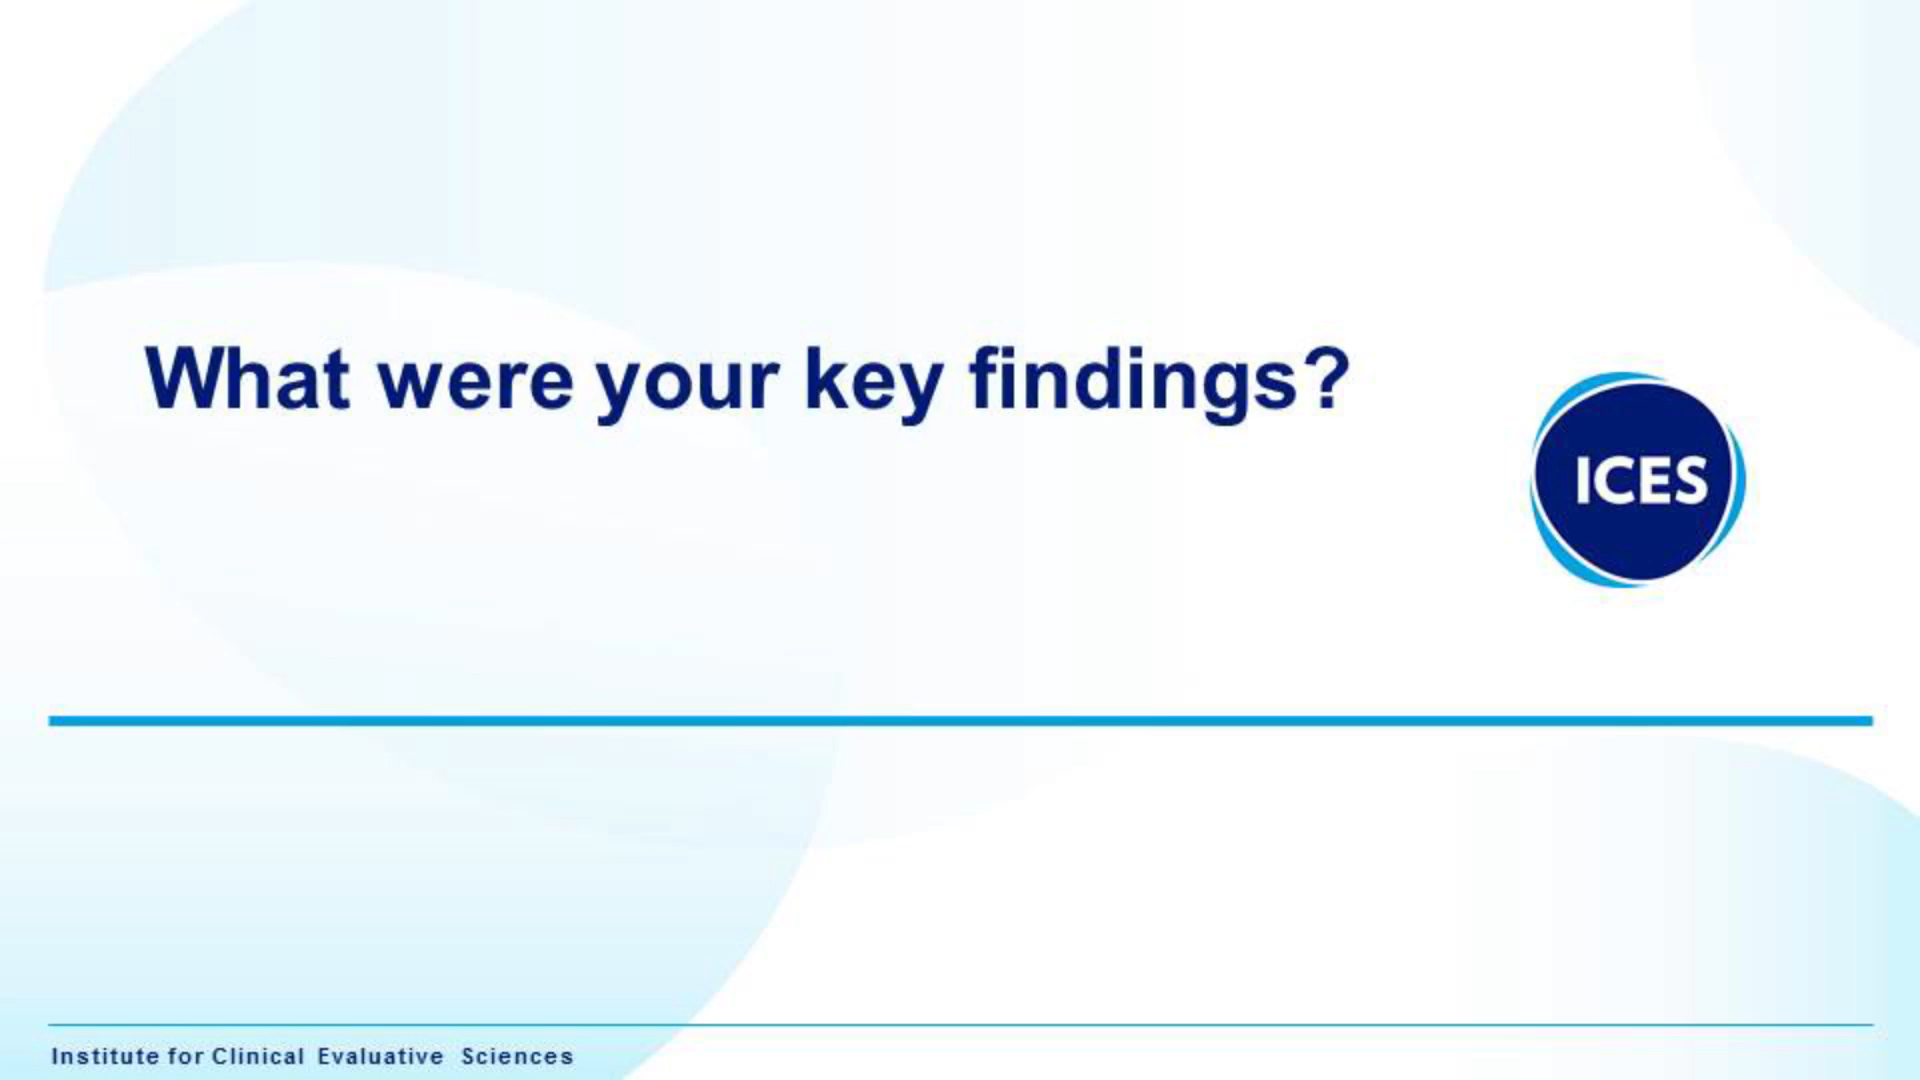 What were your key findings?
ICES
Institute for Clinical Evaluative Sciences